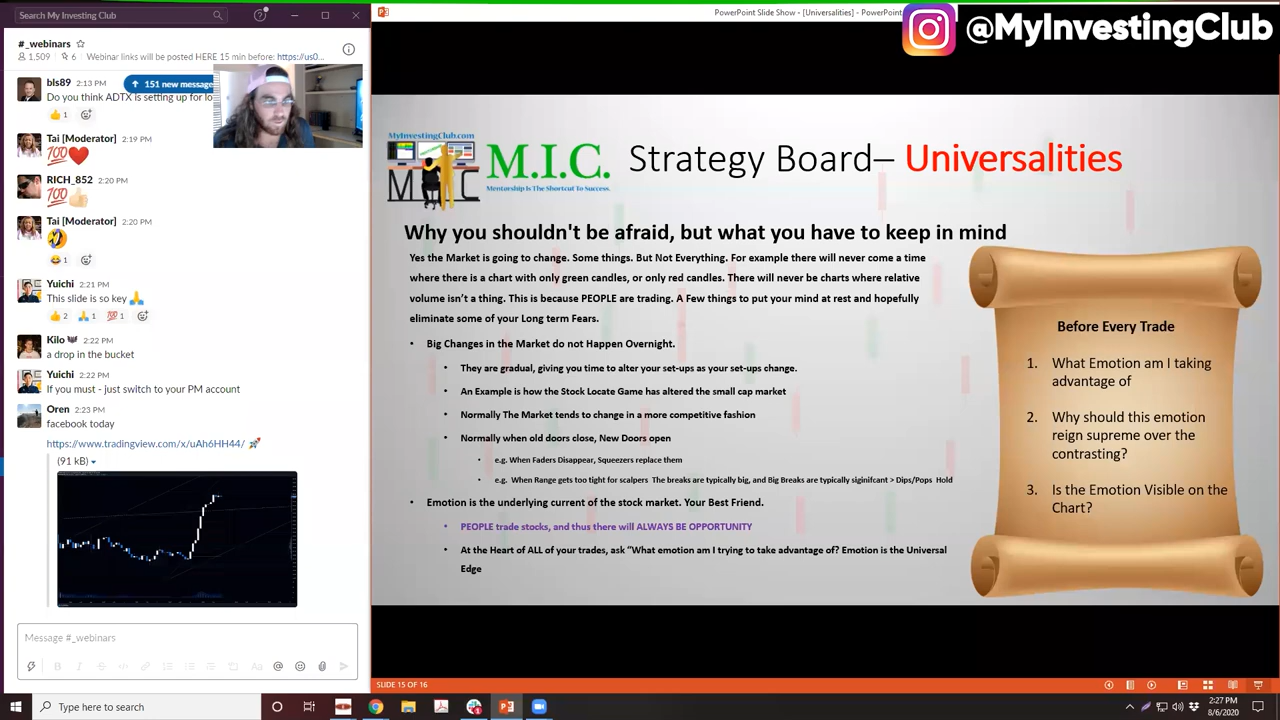 Search My Investing Club
#_webinars
1,509
6
Webinar links will be posted HERE 15 min before: https://us0...
bls89 2:13 PM
151 new message
Do you think ADTX is setting up for lo
1
Tai [Moderator] 2:19 PM
RICH_852 2:20 PM
Tai [Moderator] 2:20 PM
1
Yuichi 2:21 PM
This slide is so key
2 1 1
Kilo 2:22 PM
a drop in the bucket
Yuichi 2:22 PM
If you must - just switch to your PM account
Oren 2:23 PM
facebook today
https://www.tradingview.com/x/uAh6HH44/
(91 kB)
Message #_webinars
PowerPoint Slide Show - [Universalities] - PowerPoint
@MyInvestingClub
MyInvestingClub.com
MIC
M.I.C.
Mentorship Is The Shortcut To Success.
Strategy Board– Universalities
Why you shouldn't be afraid, but what you have to keep in mind
Yes the Market is going to change. Some things. But Not Everything. For example there will never come a time
where there is a chart with only green candles, or only red candles. There will never be charts where relative
volume isn't a thing. This is because PEOPLE are trading. A Few things to put your mind at rest and hopefully
eliminate some of your Long term Fears.
• Big Changes in the Market do not Happen Overnight.
• They are gradual, giving you time to alter your set-ups as your set-ups change.
• An Example is how the Stock Locate Game has altered the small cap market
• Normally The Market tends to change in a more competitive fashion
• Normally when old doors close, New Doors open
• e.g. When Faders Disappear, Squeezers replace them
• e.g. When Range gets too tight for scalpers The breaks are typically big, and Big Breaks are typically siginifcant > Dips/Pops Hold
• Emotion is the underlying current of the stock market. Your Best Friend.
• PEOPLE trade stocks, and thus there will ALWAYS BE OPPORTUNITY
• At the Heart of ALL of your trades, ask "What emotion am I trying to take advantage of? Emotion is the Universal
Edge
Before Every Trade
1. What Emotion am I taking
advantage of
2. Why should this emotion
reign supreme over the
contrasting?
3. Is the Emotion Visible on the
Chart?
SLIDE 15 OF 16
Type here to search
2:27 PM
8/6/2020